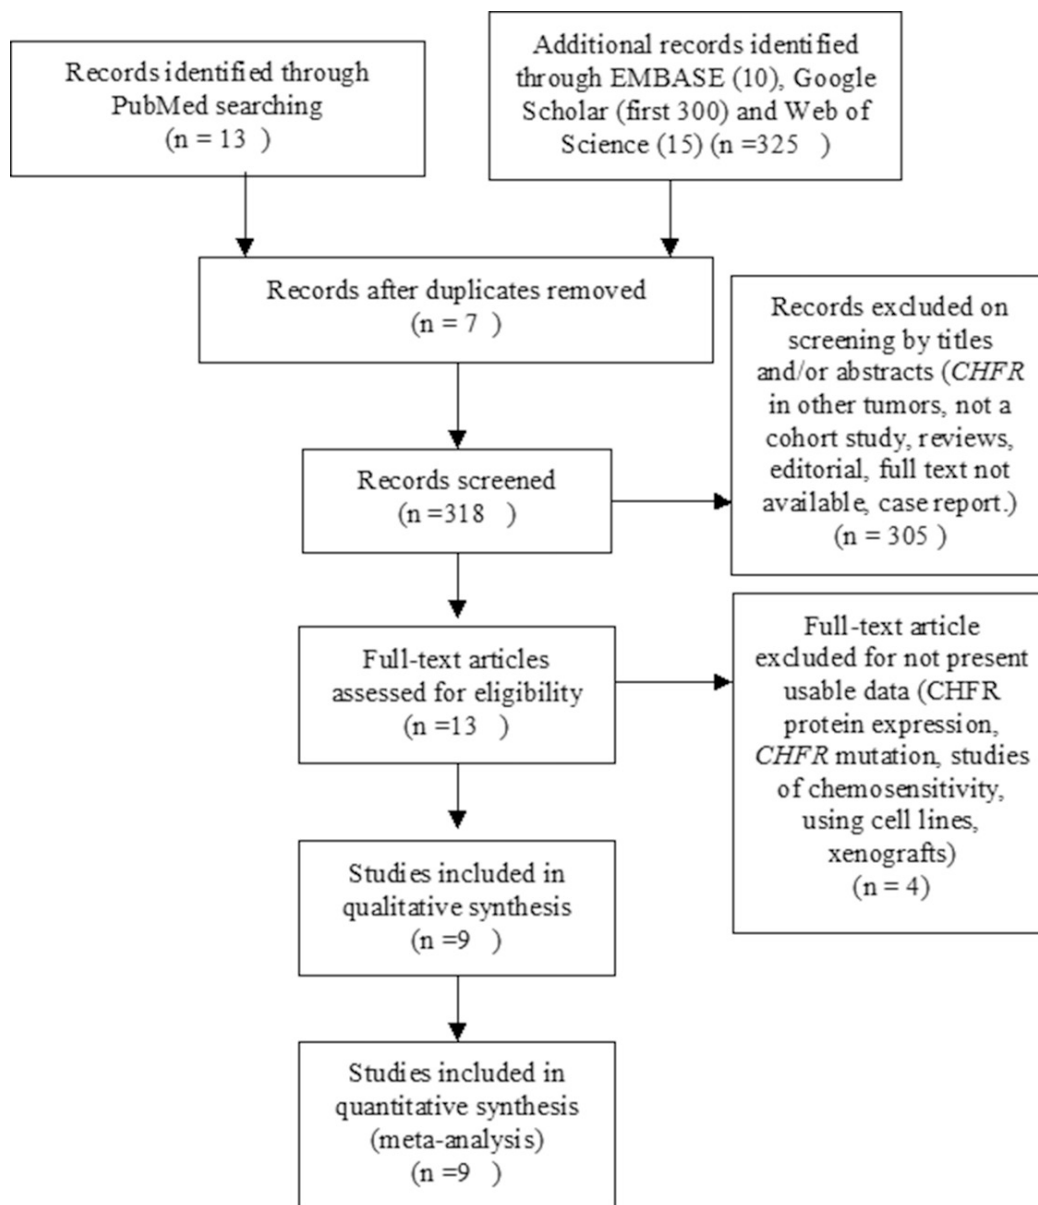 Records identified through
PubMed searching
(n = 13 )
Additional records identified
through EMBASE (10), Google
Scholar (first 300) and Web of
Science (15) (n =325 )
Records after duplicates removed
(n = 7 )
Records screened
(n =318 )
Records excluded on
screening by titles
and/or abstracts (CHFR
in other tumors, not a
cohort study, reviews,
editorial, full text not
available, case report.)
(n = 305 )
Full-text articles
assessed for eligibility
(n =13 )
Full-text article
excluded for not present
usable data (CHFR
protein expression,
CHFR mutation, studies
of chemosensitivity,
using cell lines,
xenografts)
(n = 4)
Studies included in
qualitative synthesis
(n =9 )
Studies included in
quantitative synthesis
(meta-analysis)
(n =9 )